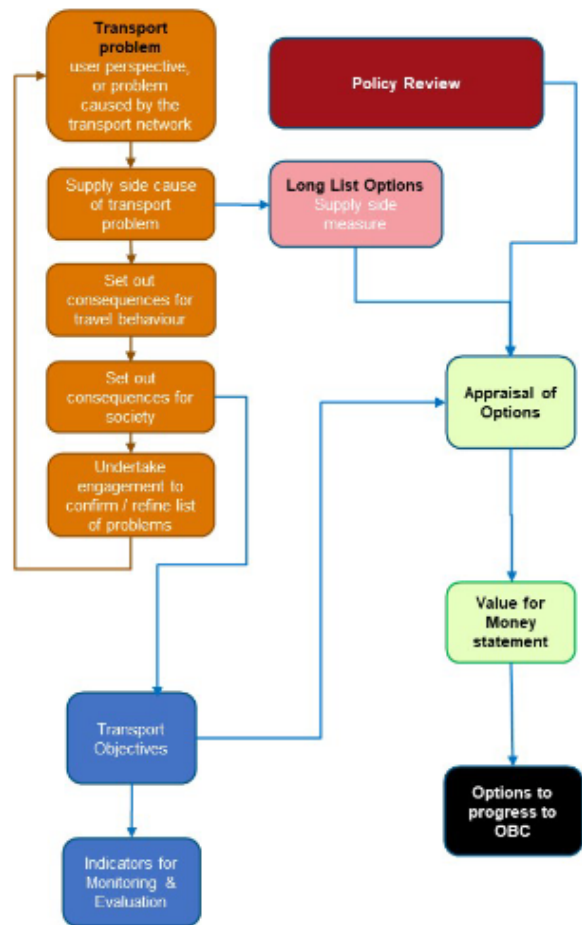 Transport
problem
user perspective,
or problem
caused by the
transport network
Policy Review
Supply side cause
of transport
problem
Long List Options
Supply side
measure
Set out
consequences for
travel behaviour
Set out
consequences for
society
Appraisal of
Options
Undertake
engagement to
confirm / refine list
of problems
Value for
Money
statement
Transport
Objectives
Options to
progress to
OBC
Indicators for
Monitoring &
Evaluation